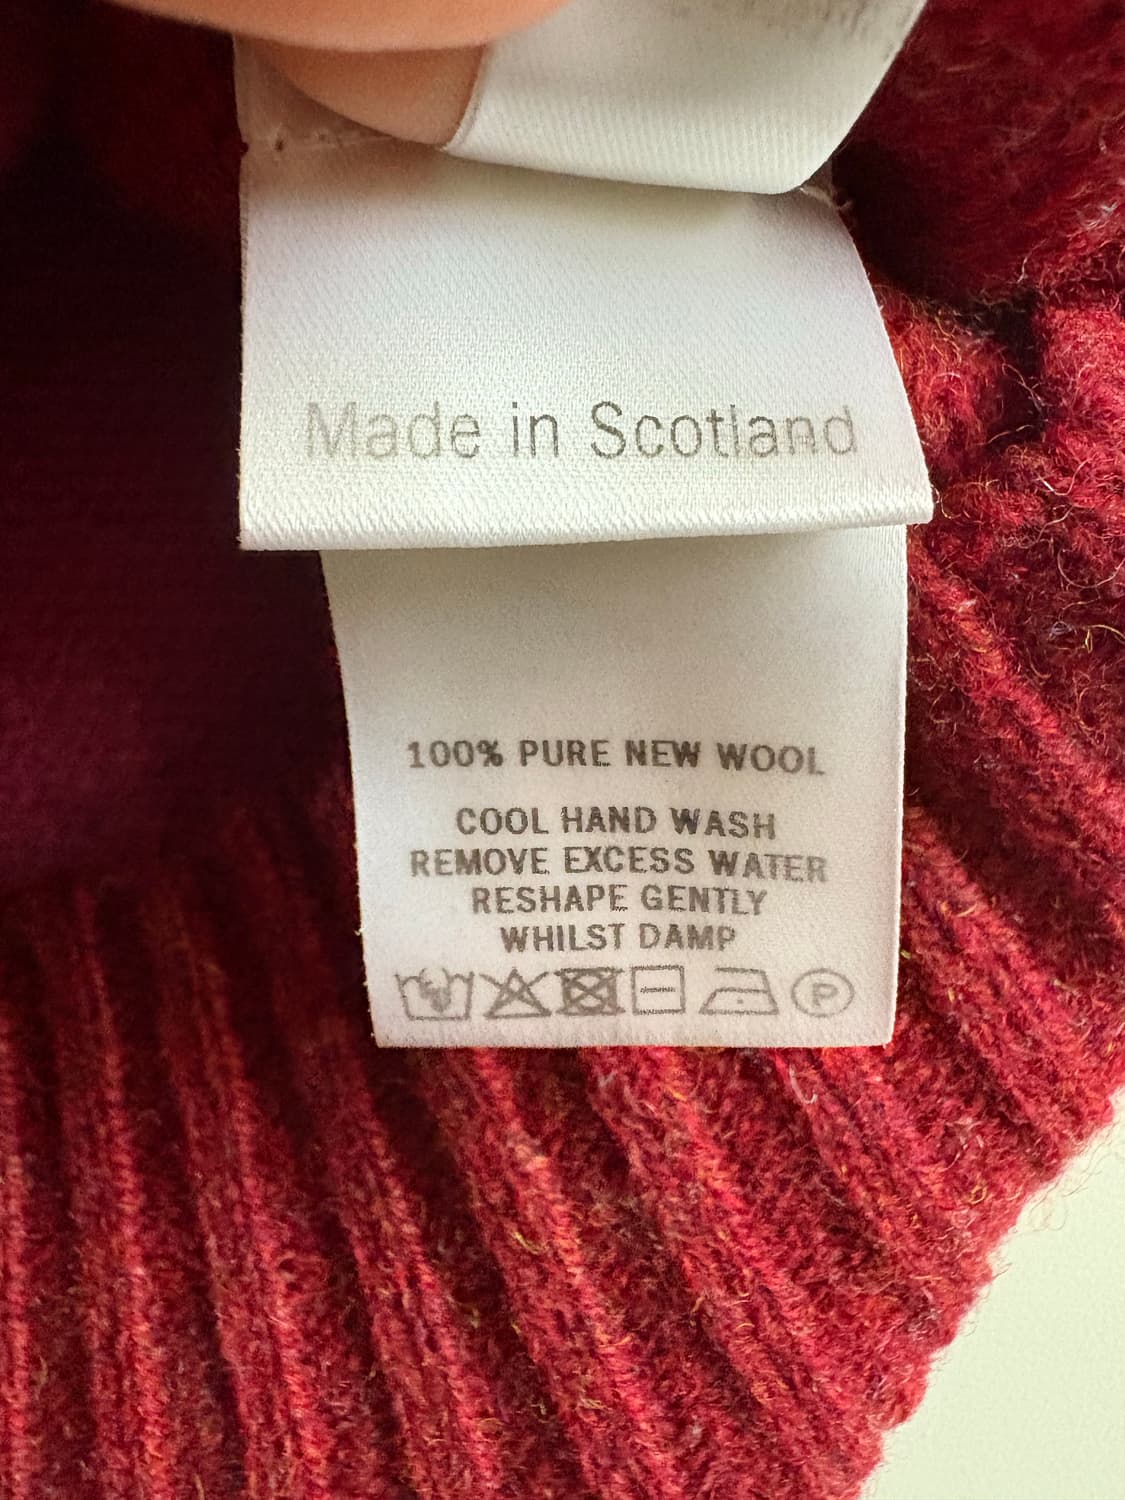 Made in Scotland
100% PURE NEW WOOL
COOL HAND WASH
REMOVE EXCESS WATER
RESHAPE GENTLY
WHILST DAMP
P